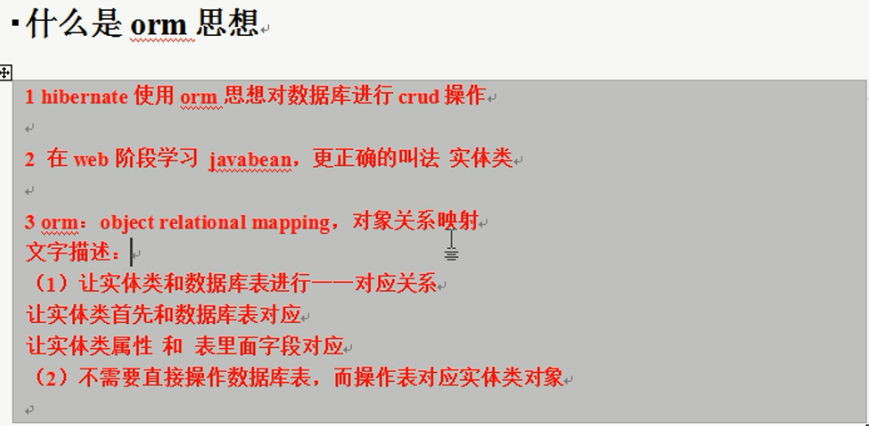 什么是 orm 思想
1 hibernate 使用 orm 思想对数据库进行 crud 操作
2 在 web 阶段学习 javabean，更正确的叫法 实体类
3 orm：object relational mapping，对象关系映射
文字描述：
（1）让实体类和数据库表进行一一对应关系
让实体类首先和数据库表对应
让实体类属性 和 表里面字段对应
（2）不需要直接操作数据库表，而操作表对应实体类对象